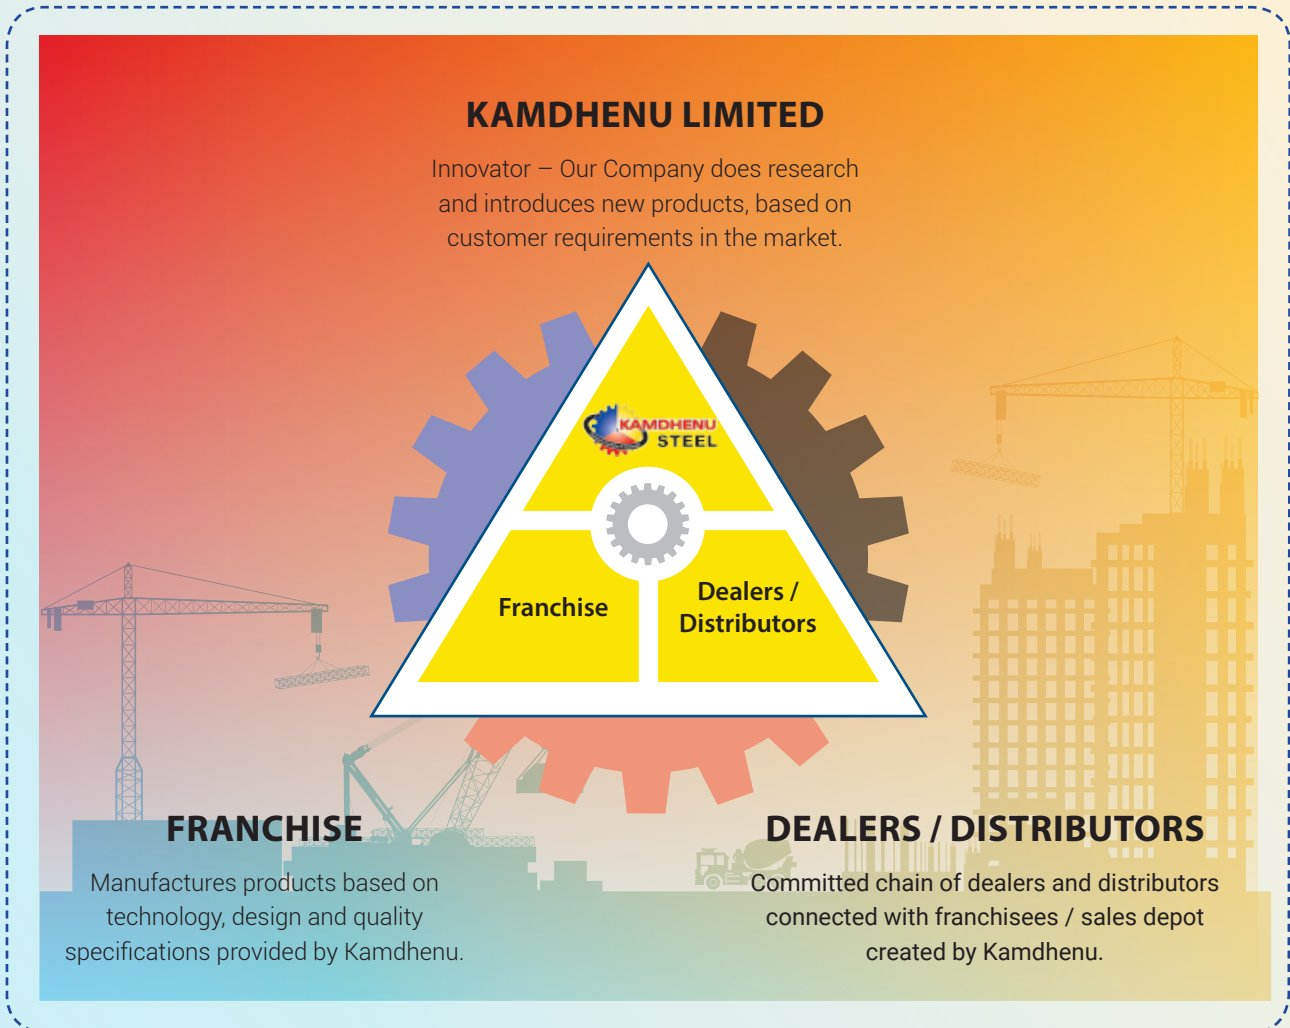 KAMDHENU LIMITED
Innovator – Our Company does research
and introduces new products, based on
customer requirements in the market.
KAMDHENU
STEEL
Franchise
Dealers /
Distributors
FRANCHISE
Manufactures products based on
technology, design and quality
specifications provided by Kamdhenu.
DEALERS / DISTRIBUTORS
Committed chain of dealers and distributors
connected with franchisees / sales depot
created by Kamdhenu.